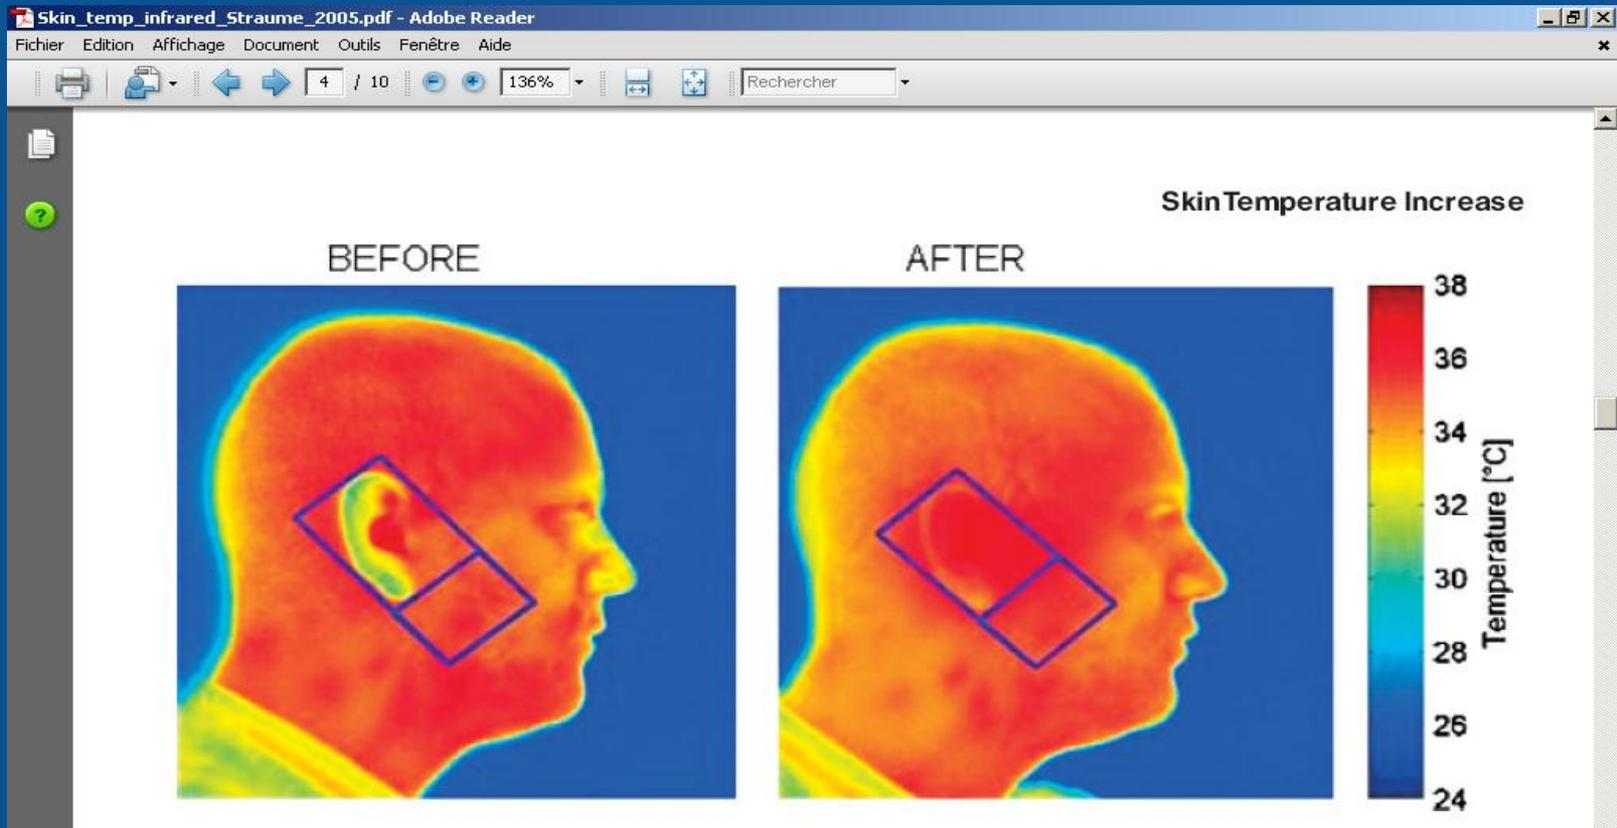 Skin_temp_infrared_Straume_2005.pdf - Adobe Reader
Fichier Edition Affichage Document Outils Fenêtre Aide
4 / 10 136% Rechercher
?
Skin Temperature Increase
BEFORE AFTER
38
36
34
32
30
28
26
24
Temperature [°C]